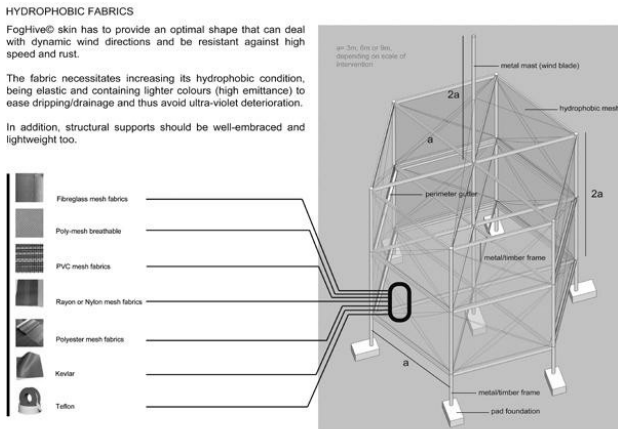 HYDROPHOBIC FABRICS
FogHive© skin has to provide an optimal shape that can deal
with dynamic wind directions and be resistant against high
speed and rust.
The fabric necessitates increasing its hydrophobic condition,
being elastic and containing lighter colours (high emittance) to
ease dripping/drainage and thus avoid ultra-violet deterioration.
In addition, structural supports should be well-embraced and
lightweight too.
Fibreglass mesh fabrics
Poly-mesh breathable
PVC mesh fabrics
Rayon or Nylon mesh fabrics
Polyester mesh fabrics
Kevlar
Teflon
a= 3m, 6m or 9m,
depending on scale of
intervention
metal mast (wind blade)
2a
hydrophobic mesh
a
perimeter gutter
2a
metal/timber frame
a
metal/timber frame
pad foundation